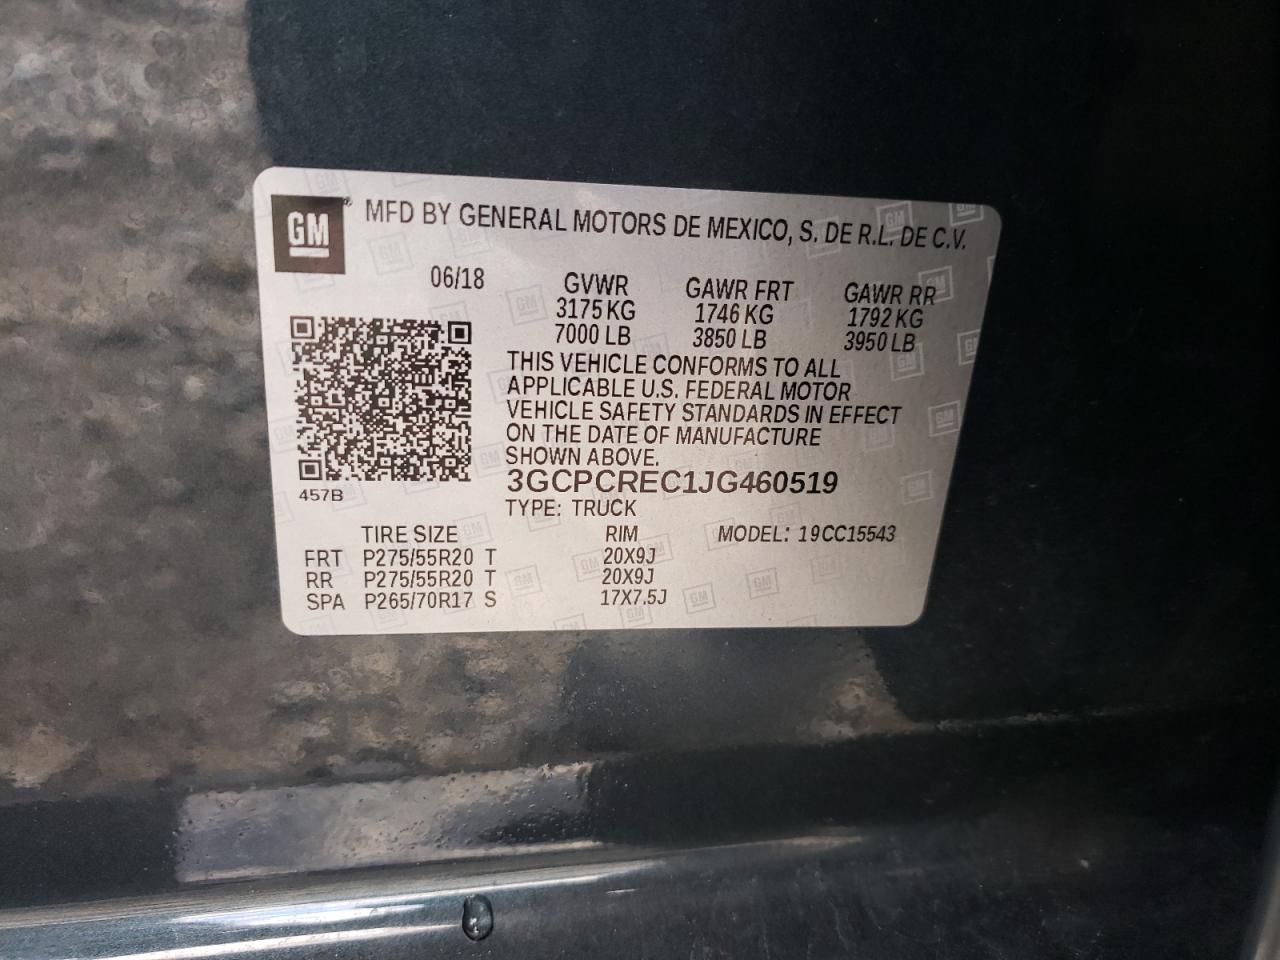 GM ® MFD BY GENERAL MOTORS DE MEXICO, S. DE R.L. DE C.V.
06/18 GVWR GAWR FRT GAWR RR
3175 KG 1746 KG 1792 KG
7000 LB 3850 LB 3950 LB
THIS VEHICLE CONFORMS TO ALL
APPLICABLE U.S. FEDERAL MOTOR
VEHICLE SAFETY STANDARDS IN EFFECT
ON THE DATE OF MANUFACTURE
SHOWN ABOVE.
3GCPCREC1JG460519
457B
TYPE: TRUCK
TIRE SIZE RIM MODEL: 19CC15543
FRT P275/55R20 T 20X9J
RR P275/55R20 T 20X9J
SPA P265/70R17 S 17X7.5J